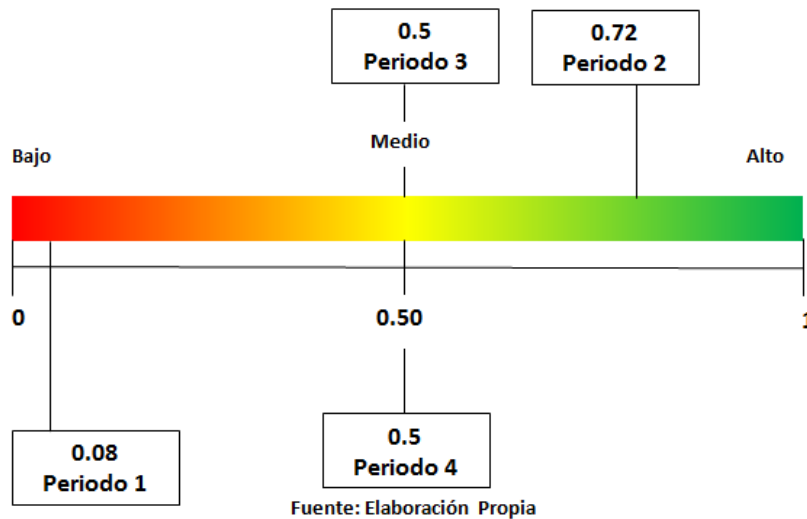 0.5
Periodo 3
0.72
Periodo 2
Bajo
Medio
Alto
0
0.50
1
0.08
Periodo 1
0.5
Periodo 4
Fuente: Elaboración Propia